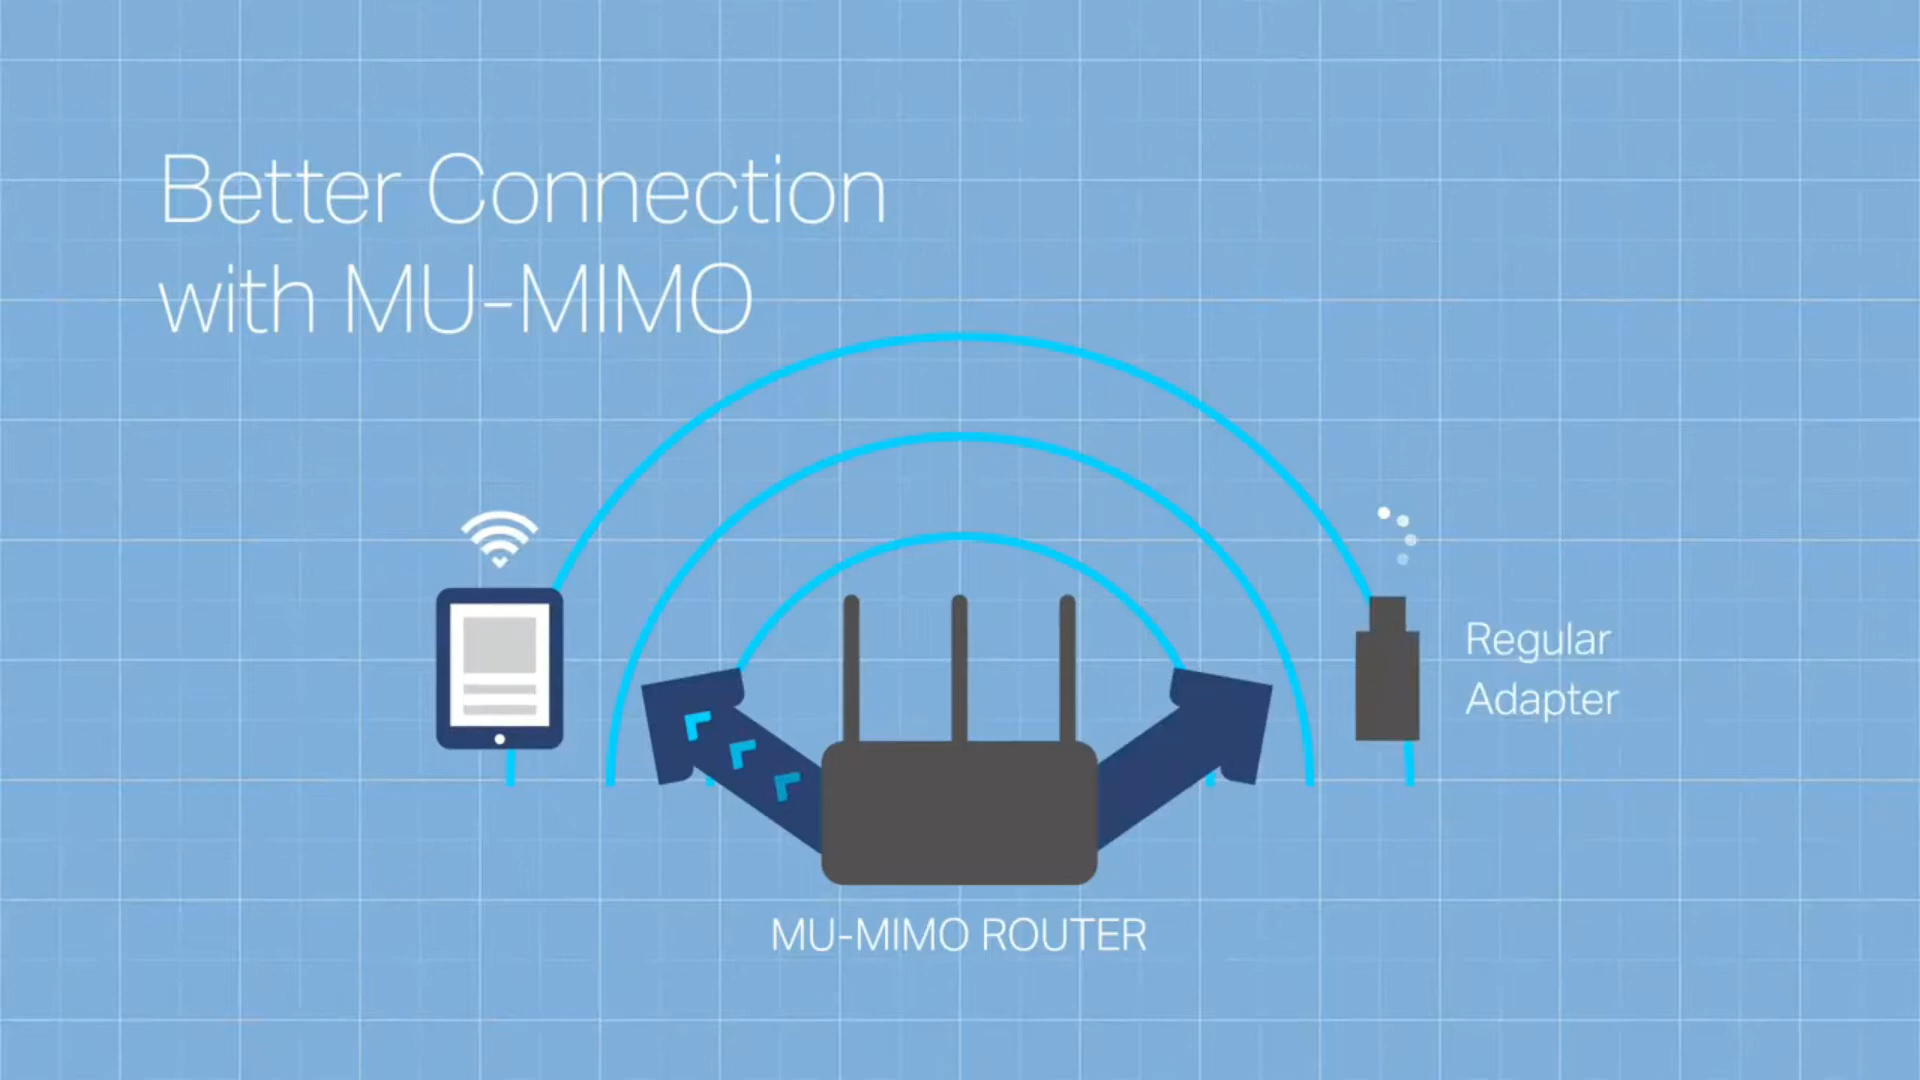 Better Connection
with MU-MIMO
Regular
Adapter
MU-MIMO ROUTER